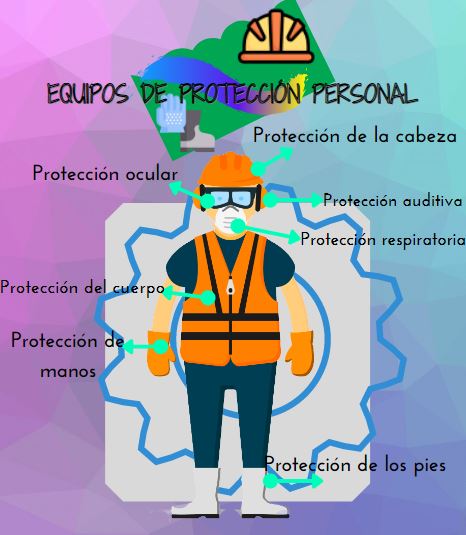 EQUIPOS DE PROTECCIÓN PERSONAL
Protección de la cabeza
Protección ocular
Protección auditiva
Protección respiratoria
Protección del cuerpo
Protección de
manos
Protección de los pies